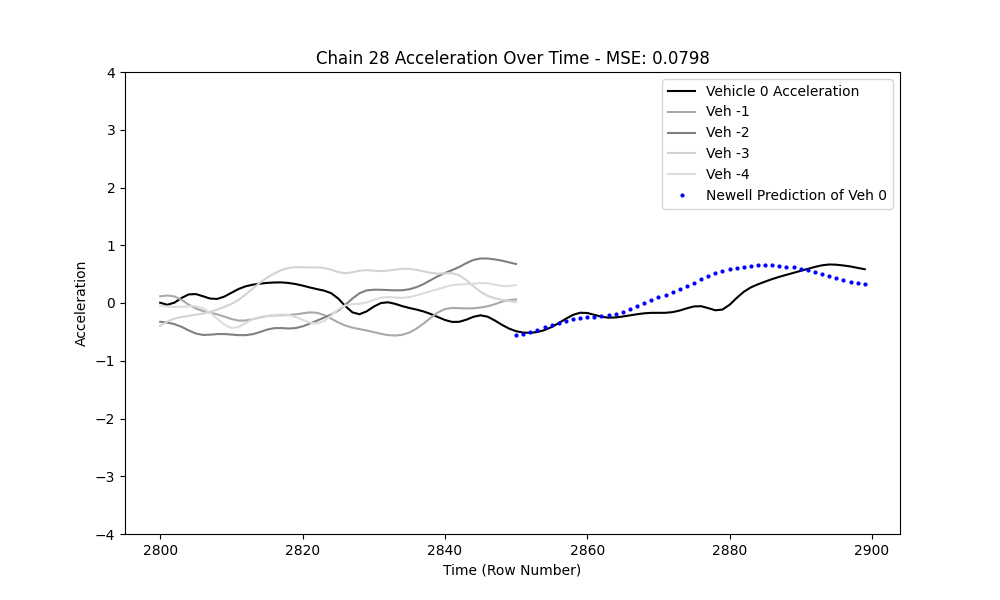 Chain 28 Acceleration Over Time - MSE: 0.0798
4
3
2
1
0
−1
−2
−3
−4
Acceleration
Vehicle 0 Acceleration
Veh -1
Veh -2
Veh -3
Veh -4
Newell Prediction of Veh 0
2800
2820
2840
2860
2880
2900
Time (Row Number)